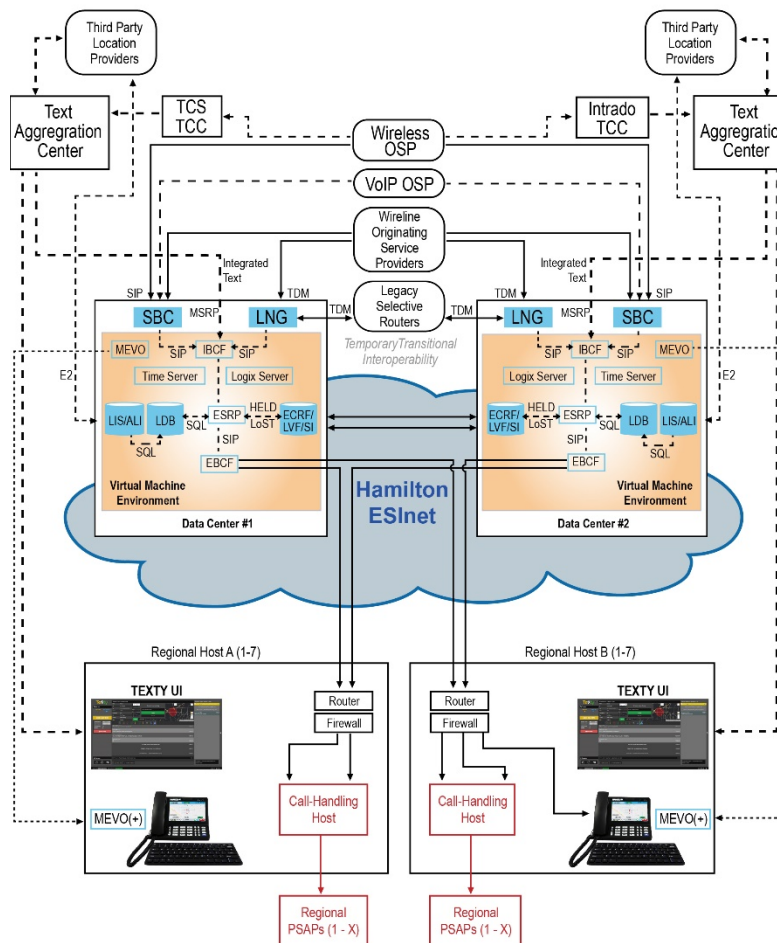 Third Party
Location
Providers
Third Party
Location
Providers
Text
Aggregration
Center
TCS
TCC
Wireless
OSP
Intrado
TCC
Text
Aggregration
Center
VoIP OSP
Wireline
Originating
Service
Providers
Integrated
Text
Integrated
Text
SIP
MSRP
TDM
TDM
MSRP
SIP
Legacy
Selective
Routers
TDM
TDM
TemporaryTransitional
Interoperability
SBC
LNG
LNG
SBC
MEVO
SIP
IBCF
SIP
SIP
IBCF
SIP
MEVO
E2
E2
Time Server
Logix Server
Logix Server
Time Server
LIS/ALI
LDB
SQL
ESRP
HELD
LoST
ECRF/
LVF/SI
ECRF/
LVF/SI
HELD
LoST
ESRP
SQL
LDB
LIS/ALI
SQL
SIP
SIP
SQL
EBCF
EBCF
Virtual Machine
Environment
Virtual Machine
Environment
Hamilton
ESInet
Data Center #1
Data Center #2
Regional Host A (1-7)
Regional Host B (1-7)
TEXTY UI
TEXTY UI
Router
Firewall
Router
Firewall
MEVO(+)
Call-Handling
Host
Call-Handling
Host
MEVO(+)
Regional
PSAPs (1 - X)
Regional
PSAPs (1 - X)